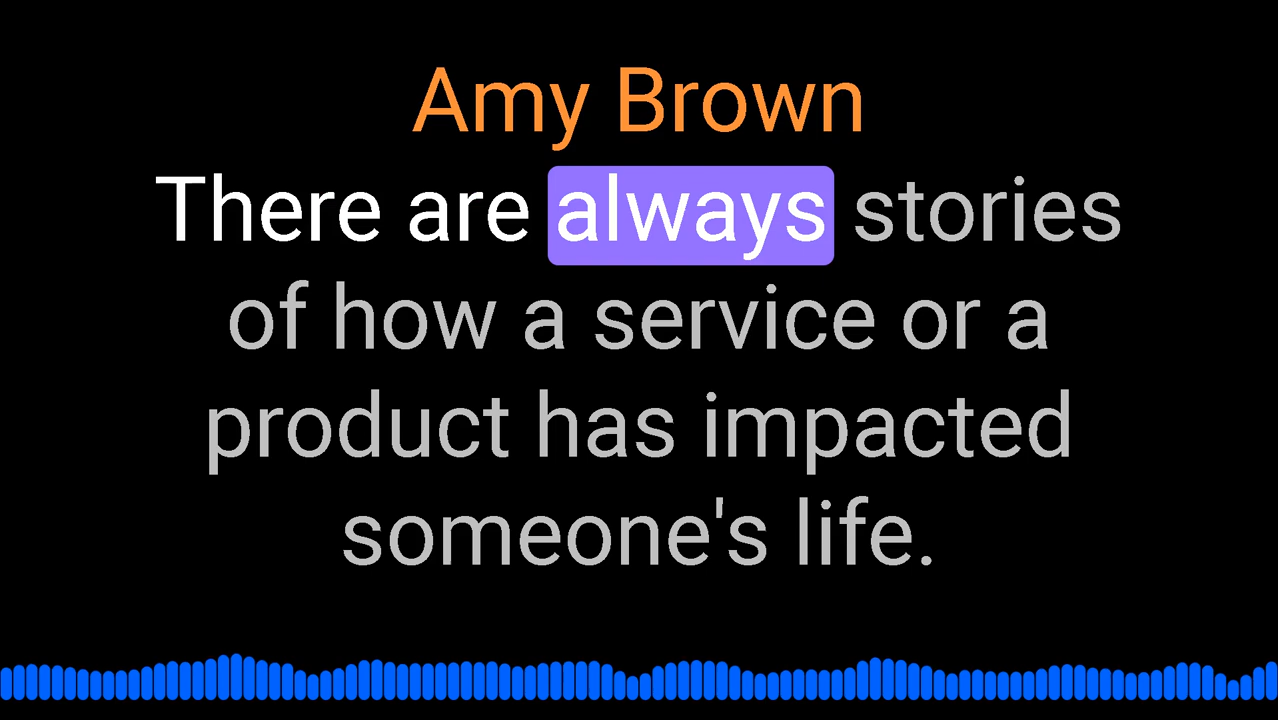 Amy Brown
There are always stories
of how a service or a
product has impacted
someone's life.